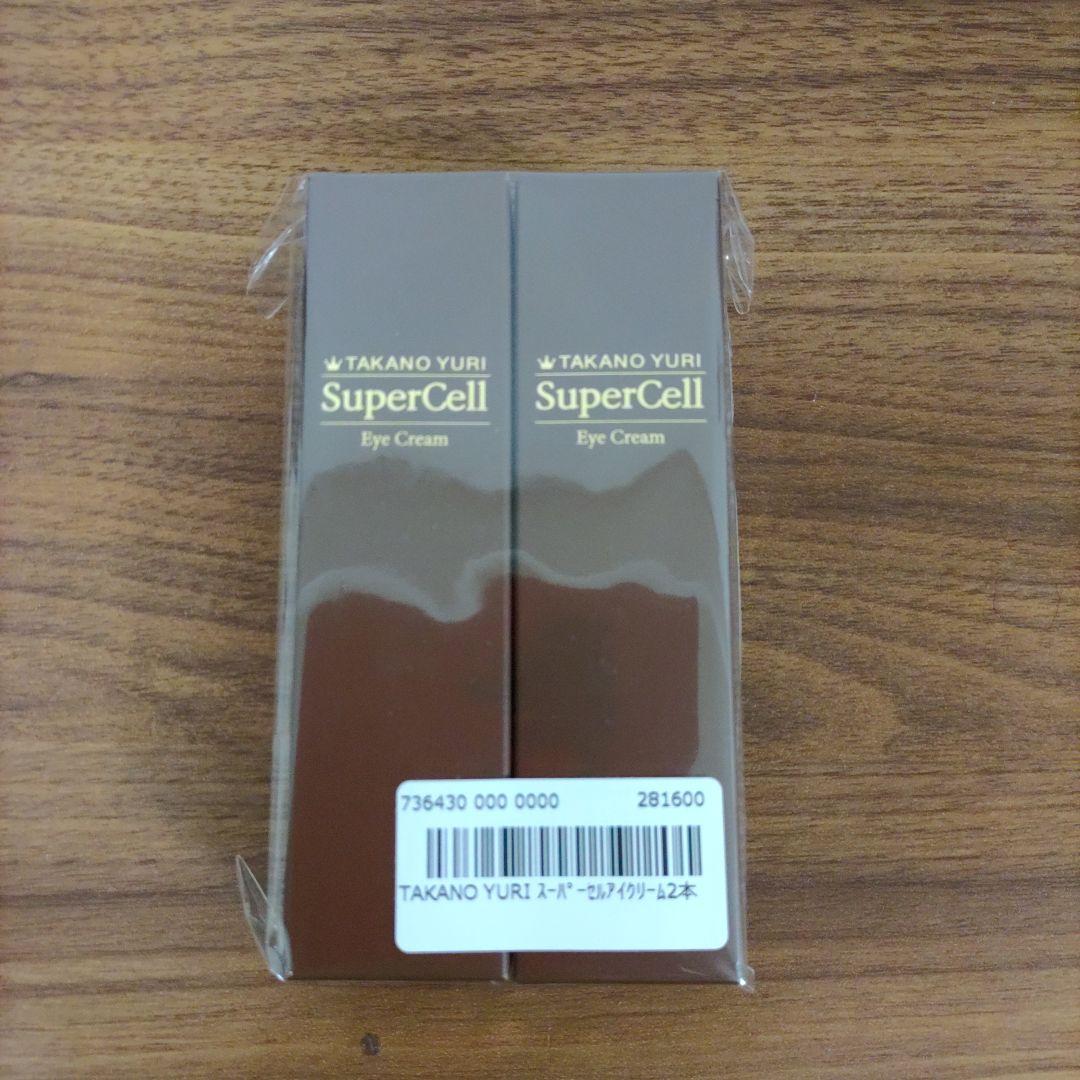 TAKANO YURI
SuperCell
Eye Cream
TAKANO YURI
SuperCell
Eye Cream
736430 000 0000 281600
TAKANO YURI ｽｰﾊﾟｰｾﾙｱｲｸﾘｰﾑ2本